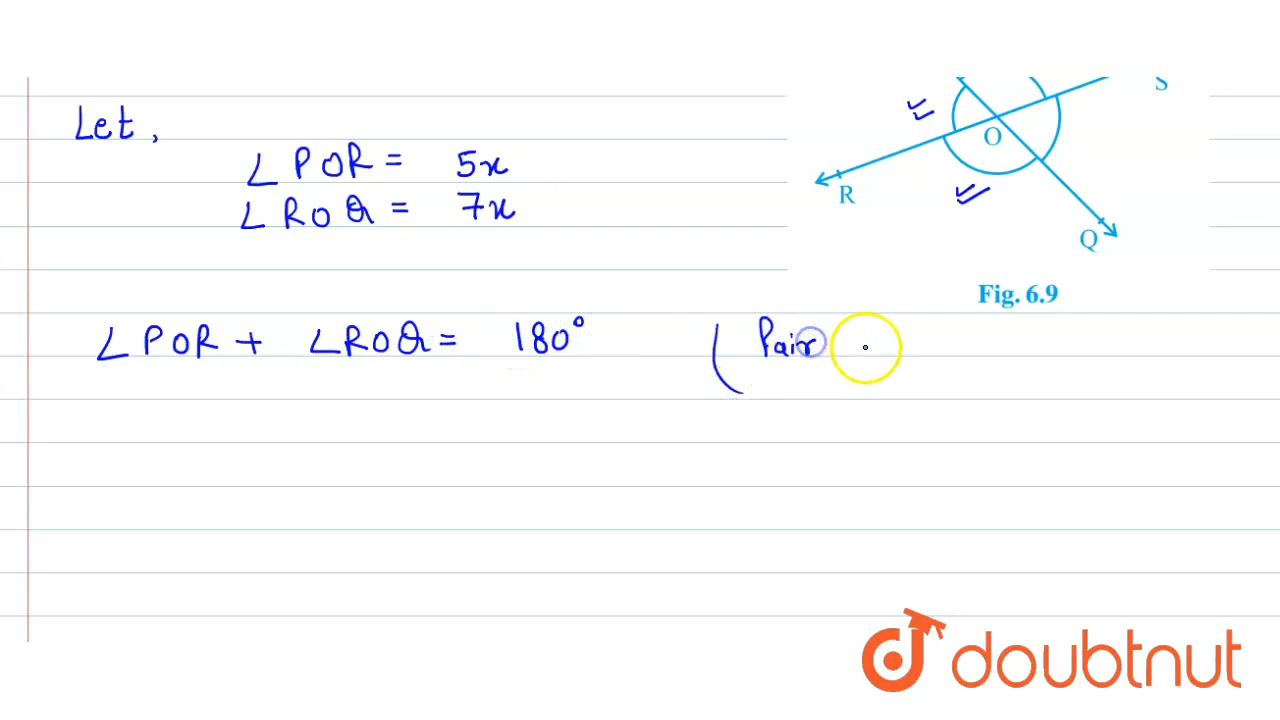 Let,
∠POR = 5x
∠ROQ = 7x
S
O
R
Q
Fig. 6.9
∠POR + ∠ROQ = 180° ( Pair
doubtnut